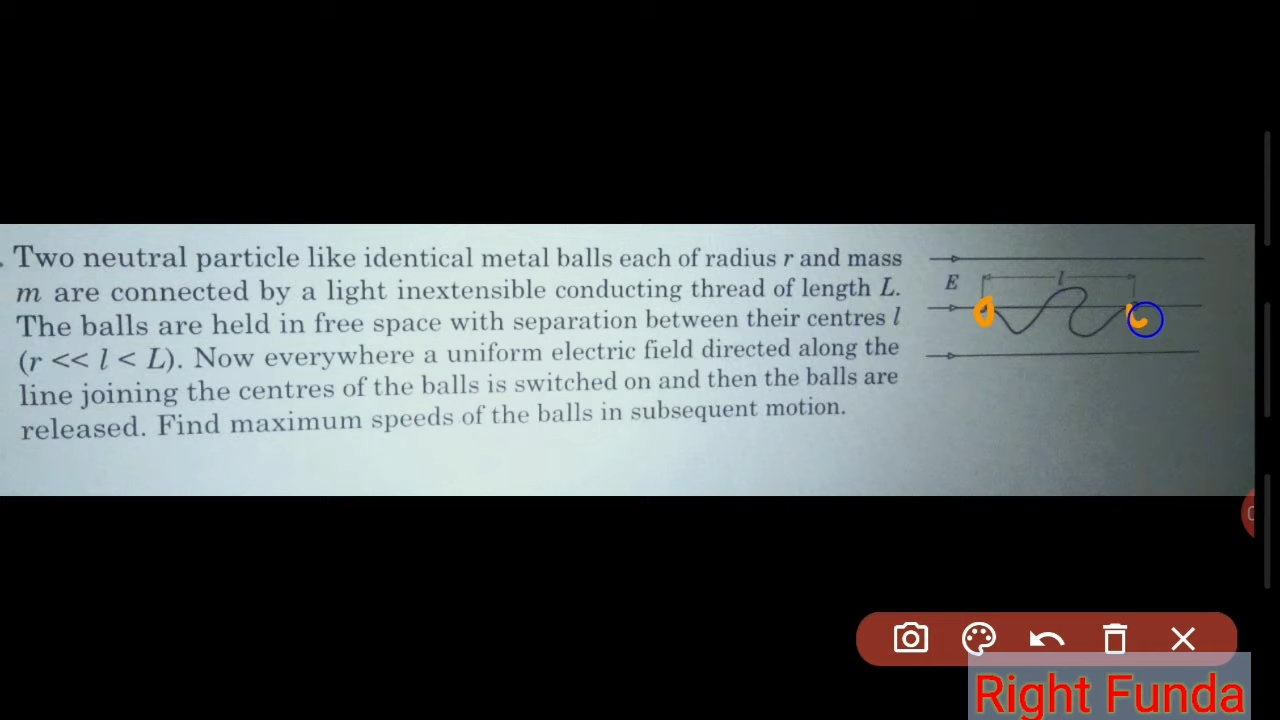 . Two neutral particle like identical metal balls each of radius r and mass
m are connected by a light inextensible conducting thread of length L.
The balls are held in free space with separation between their centres l
(r << l < L). Now everywhere a uniform electric field directed along the
line joining the centres of the balls is switched on and then the balls are
released. Find maximum speeds of the balls in subsequent motion.
E
l
Right Funda